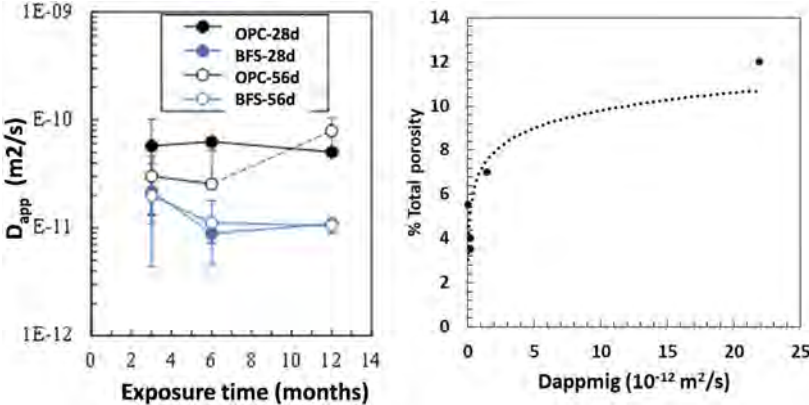 1E-09
E-10
E-11
1E-12
D_app (m2/s)
OPC-28d
BFS-28d
OPC-56d
BFS-56d
0 2 4 6 8 10 12 14
Exposure time (months)
% Total porosity
14
12
10
8
6
4
2
0
0 5 10 15 20 25
Dappmig (10⁻¹² m²/s)